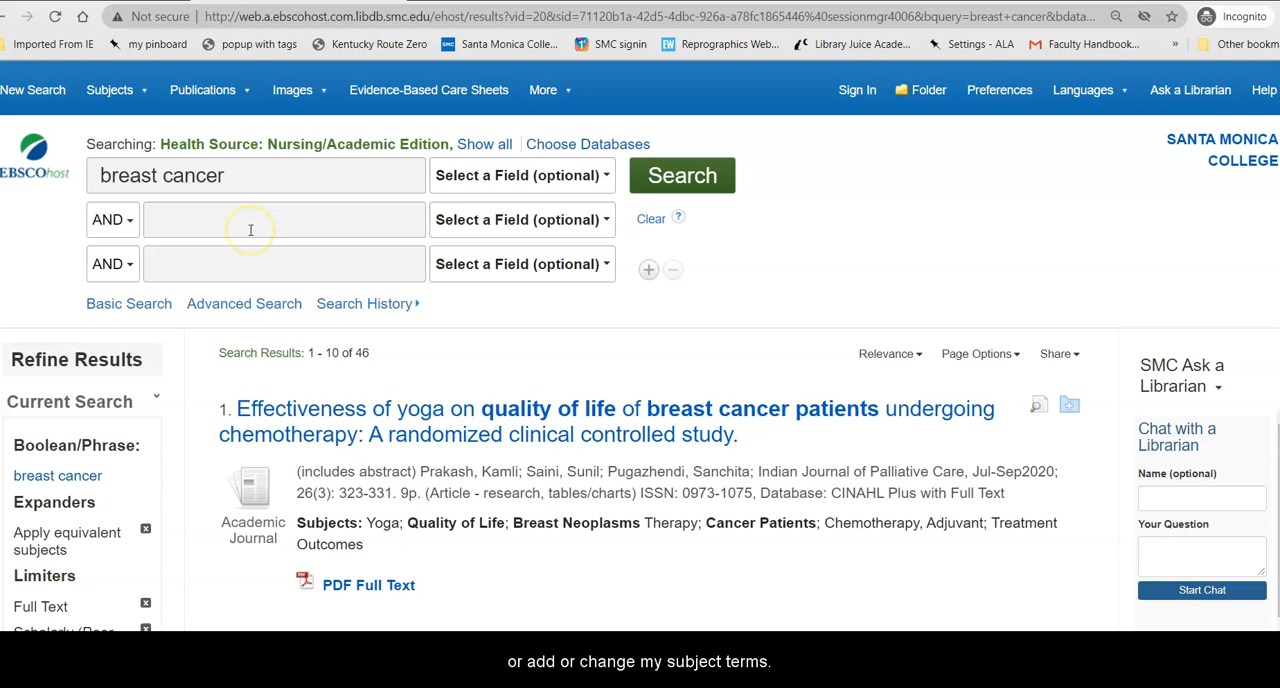 Not secure | http://web.a.ebscohost.com.libdb.smc.edu/ehost/results?vid=20&sid=71120b1a-42d5-4dbc-926a-a78fc1865446%40sessionmgr4006&bquery=breast+cancer&bdata... Incognito
Imported From IE my pinboard popup with tags Kentucky Route Zero SMC Santa Monica Colle... SMC signin EW Reprographics Web... Library Juice Acade... Settings - ALA Faculty Handbook... » Other bookm
New Search Subjects Publications Images Evidence-Based Care Sheets More Sign In Folder Preferences Languages Ask a Librarian Help
Searching: Health Source: Nursing/Academic Edition, Show all | Choose Databases
SANTA MONICA
COLLEGE
EBSCOhost
breast cancer Select a Field (optional) Search
AND Select a Field (optional) Clear ?
AND Select a Field (optional) + −
Basic Search Advanced Search Search History
Refine Results
Current Search
Boolean/Phrase:
breast cancer
Expanders
Apply equivalent
subjects
Limiters
Full Text
Scholarly (Peer
Search Results: 1 - 10 of 46 Relevance Page Options Share
1. Effectiveness of yoga on quality of life of breast cancer patients undergoing
chemotherapy: A randomized clinical controlled study.
(includes abstract) Prakash, Kamli; Saini, Sunil; Pugazhendi, Sanchita; Indian Journal of Palliative Care, Jul-Sep2020;
26(3): 323-331. 9p. (Article - research, tables/charts) ISSN: 0973-1075, Database: CINAHL Plus with Full Text
Academic
Journal
Subjects: Yoga; Quality of Life; Breast Neoplasms Therapy; Cancer Patients; Chemotherapy, Adjuvant; Treatment
Outcomes
PDF Full Text
SMC Ask a
Librarian
Chat with a
Librarian
Name (optional)
Your Question
Start Chat
or add or change my subject terms.